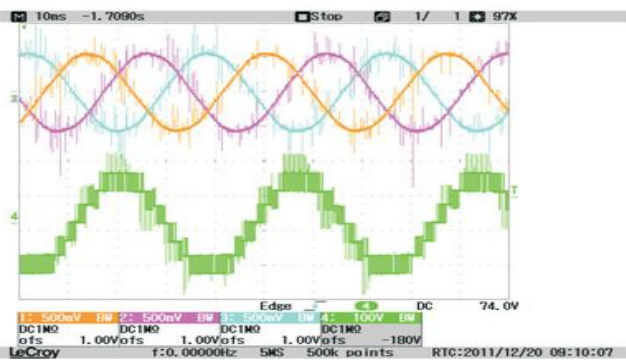 M 10ms -1.7090s Stop 1/ 1 97%
3
4
T
Edge 4 DC 74.0V
1: 500mV BW 2: 500mV BW 3: 500mV BW 4: 100V BW
DC1MΩ DC1MΩ DC1MΩ DC1MΩ
ofs 1.00V ofs 1.00V ofs 1.00V ofs -180V
LeCroy f:0.00000Hz 5MS 500k points RTC:2011/12/20 09:10:07